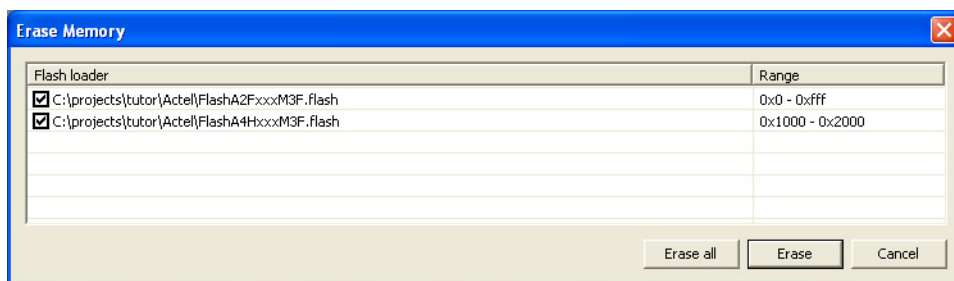 Erase Memory
Flash loader Range
C:\projects\tutor\Actel\FlashA2FxxxM3F.flash 0x0 - 0xfff
C:\projects\tutor\Actel\FlashA4HxxxM3F.flash 0x1000 - 0x2000
Erase all Erase Cancel